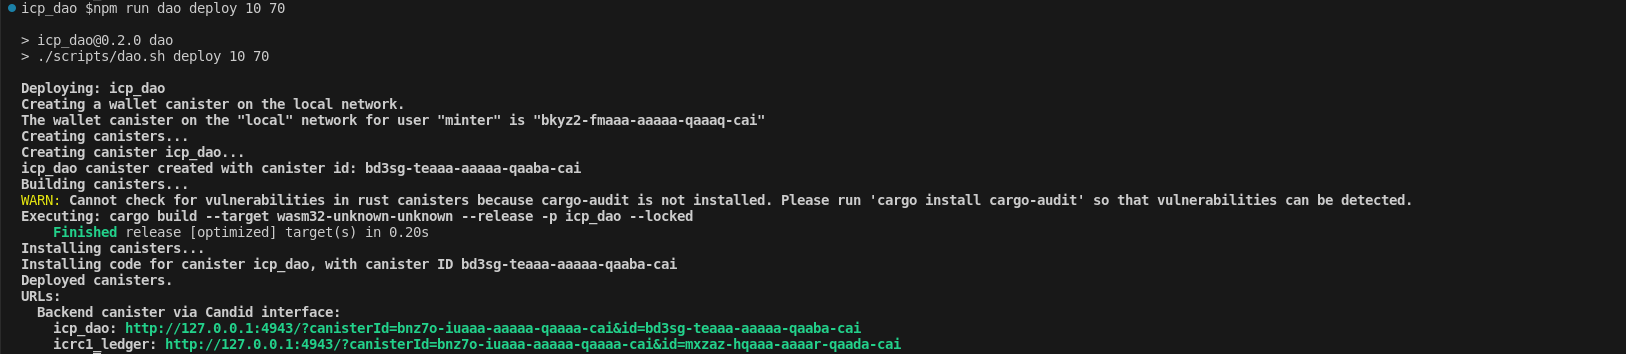 icp_dao $npm run dao deploy 10 70
> icp_dao@0.2.0 dao
> ./scripts/dao.sh deploy 10 70
Deploying: icp_dao
Creating a wallet canister on the local network.
The wallet canister on the "local" network for user "minter" is "bkyz2-fmaaa-aaaaa-qaaaq-cai"
Creating canisters...
Creating canister icp_dao...
icp_dao canister created with canister id: bd3sg-teaaa-aaaaa-qaaba-cai
Building canisters...
WARN: Cannot check for vulnerabilities in rust canisters because cargo-audit is not installed. Please run 'cargo install cargo-audit' so that vulnerabilities can be detected.
Executing: cargo build --target wasm32-unknown-unknown --release -p icp_dao --locked
Finished release [optimized] target(s) in 0.20s
Installing canisters...
Installing code for canister icp_dao, with canister ID bd3sg-teaaa-aaaaa-qaaba-cai
Deployed canisters.
URLs:
Backend canister via Candid interface:
icp_dao: http://127.0.0.1:4943/?canisterId=bnz7o-iuaaa-aaaaa-qaaaa-cai&id=bd3sg-teaaa-aaaaa-qaaba-cai
icrc1_ledger: http://127.0.0.1:4943/?canisterId=bnz7o-iuaaa-aaaaa-qaaaa-cai&id=mxzaz-hqaaa-aaaar-qaada-cai